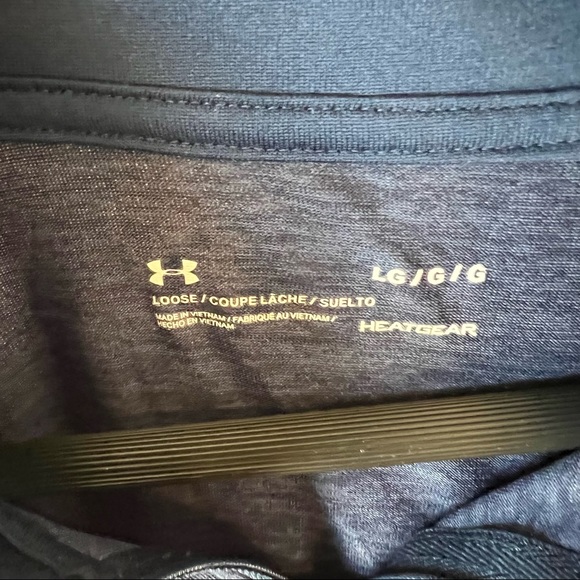 LG / G / G
LOOSE / COUPE LÂCHE / SUELTO
MADE IN VIETNAM / FABRIQUÉ AU VIETNAM /
HECHO EN VIETNAM
HEATGEAR